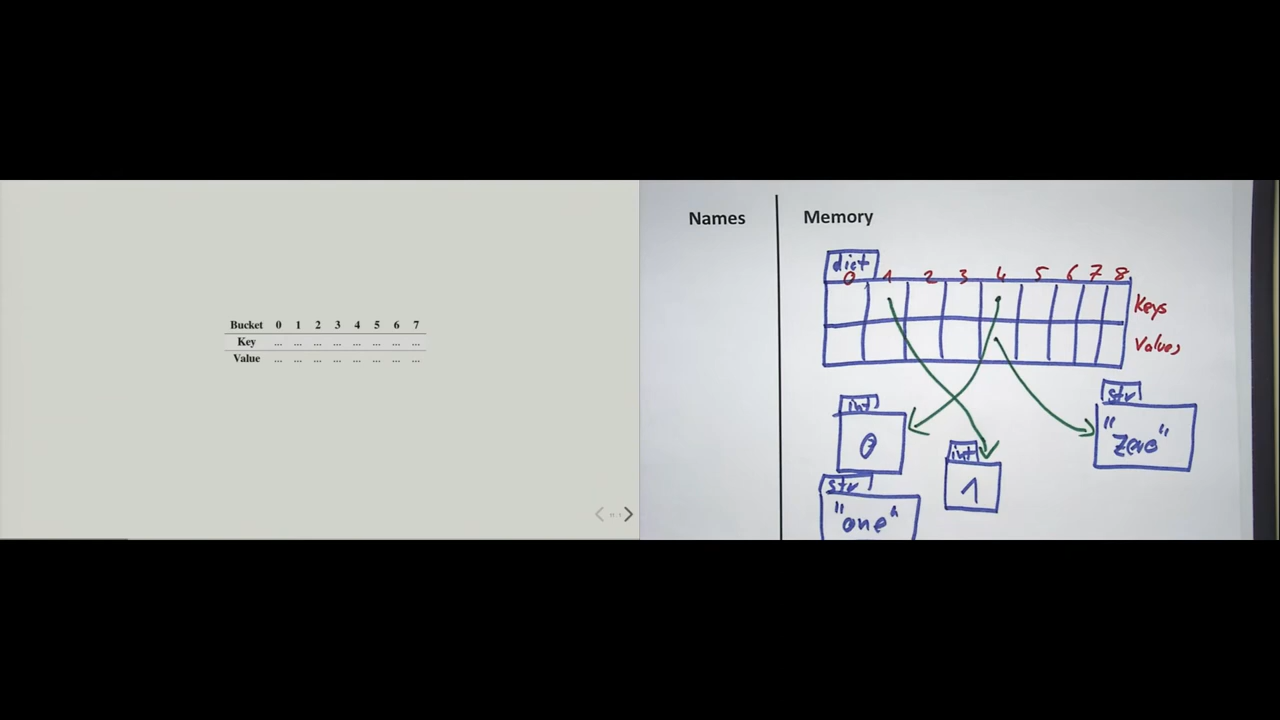 Bucket 0 1 2 3 4 5 6 7
Key ... ... ... ... ... ... ... ...
Value ... ... ... ... ... ... ... ...
Names
Memory
dict
0 1 2 3 4 5 6 7 8
Keys
Values
int
0
str
"zero"
int
1
str
"one"